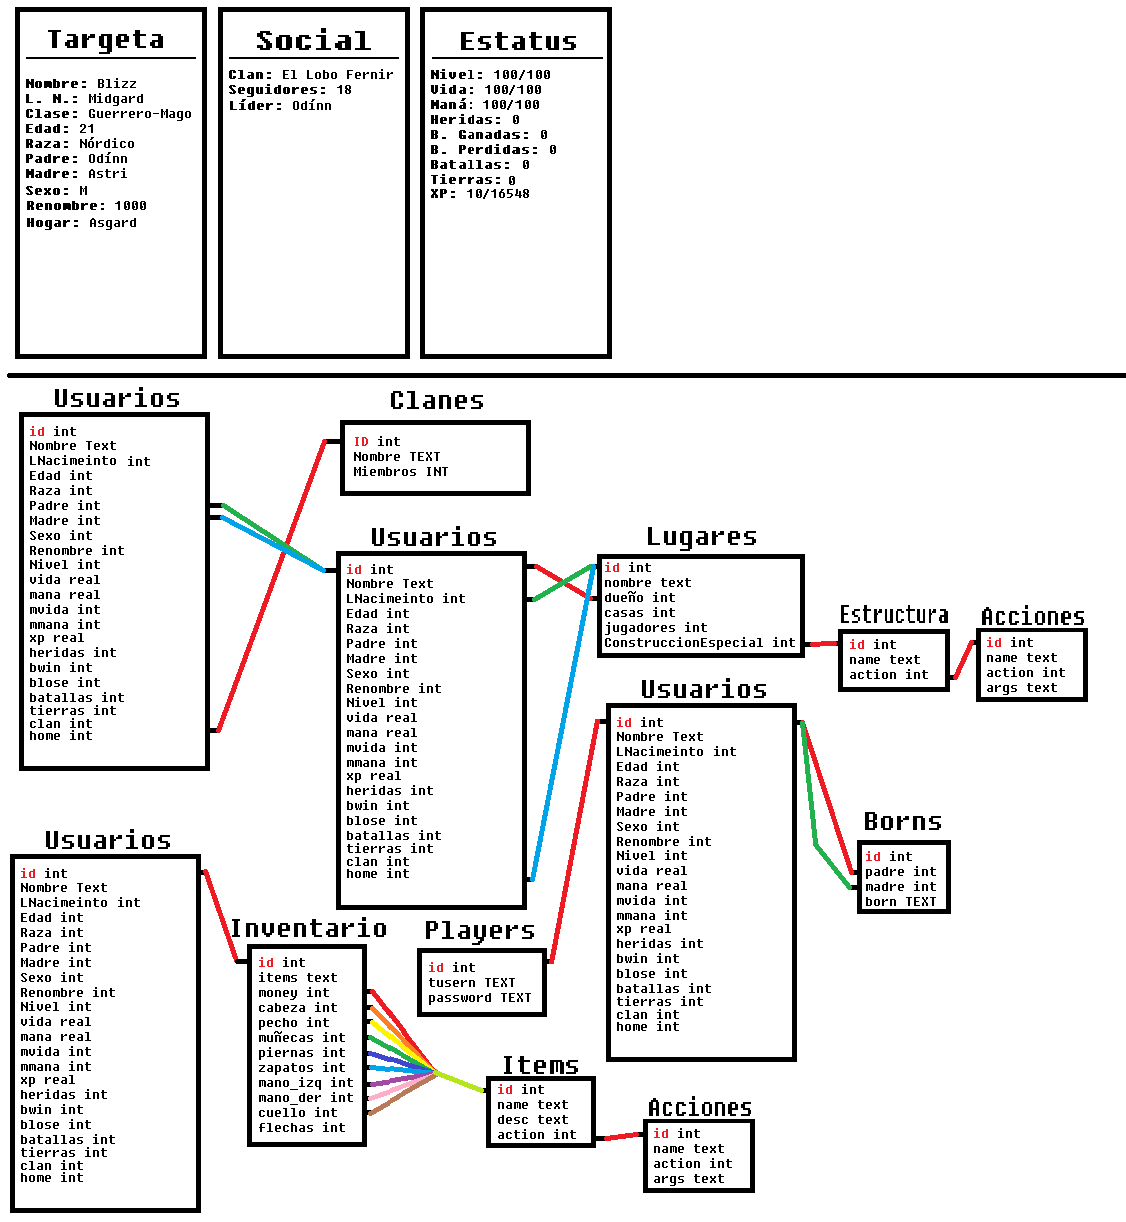 Targeta
Nombre: Blizz
L. N.: Midgard
Clase: Guerrero-Mago
Edad: 21
Raza: Nórdico
Padre: Odínn
Madre: Astri
Sexo: M
Renombre: 1000
Hogar: Asgard
Social
Clan: El Lobo Fernir
Seguidores: 18
Líder: Odínn
Estatus
Nivel: 100/100
Vida: 100/100
Maná: 100/100
Heridas: 0
B. Ganadas: 0
B. Perdidas: 0
Batallas: 0
Tierras: 0
XP: 10/16548
Usuarios
id int
Nombre Text
LNacimeinto int
Edad int
Raza int
Padre int
Madre int
Sexo int
Renombre int
Nivel int
vida real
mana real
mvida int
mmana int
xp real
heridas int
bwin int
blose int
batallas int
tierras int
clan int
home int
Clanes
ID int
Nombre TEXT
Miembros INT
Usuarios
id int
Nombre Text
LNacimeinto int
Edad int
Raza int
Padre int
Madre int
Sexo int
Renombre int
Nivel int
vida real
mana real
mvida int
mmana int
xp real
heridas int
bwin int
blose int
batallas int
tierras int
clan int
home int
Lugares
id int
nombre text
dueño int
casas int
jugadores int
ConstruccionEspecial int
Estructura
id int
name text
action int
Acciones
id int
name text
action int
args text
Usuarios
id int
Nombre Text
LNacimeinto int
Edad int
Raza int
Padre int
Madre int
Sexo int
Renombre int
Nivel int
vida real
mana real
mvida int
mmana int
xp real
heridas int
bwin int
blose int
batallas int
tierras int
clan int
home int
Borns
id int
padre int
madre int
born TEXT
Usuarios
id int
Nombre Text
LNacimeinto int
Edad int
Raza int
Padre int
Madre int
Sexo int
Renombre int
Nivel int
vida real
mana real
mvida int
mmana int
xp real
heridas int
bwin int
blose int
batallas int
tierras int
clan int
home int
Inventario
id int
items text
money int
cabeza int
pecho int
muñecas int
piernas int
zapatos int
mano_izq int
mano_der int
cuello int
flechas int
Players
id int
tusern TEXT
password TEXT
Items
id int
name text
desc text
action int
Acciones
id int
name text
action int
args text